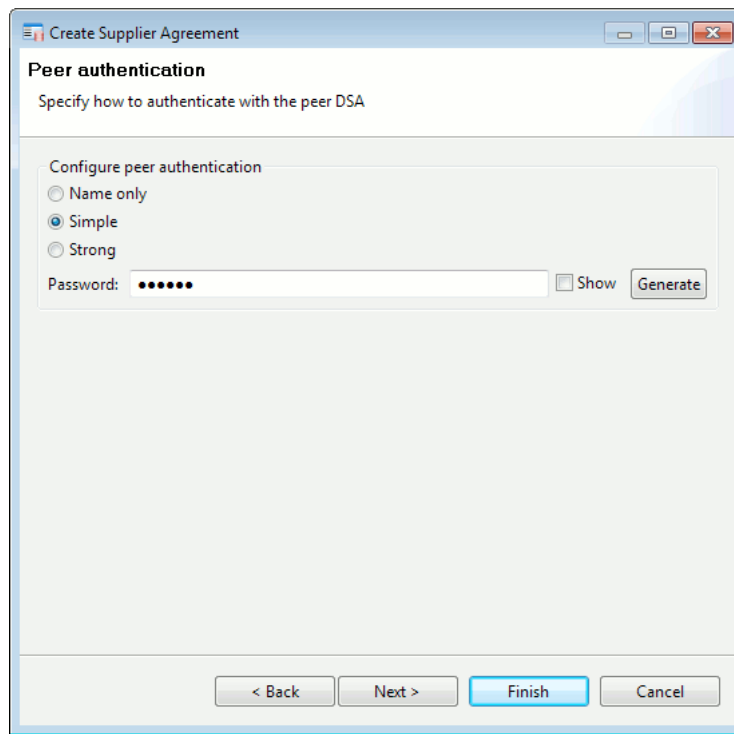 Create Supplier Agreement
Peer authentication
Specify how to authenticate with the peer DSA
Configure peer authentication
Name only
Simple
Strong
Password: •••••• Show Generate
< Back Next > Finish Cancel